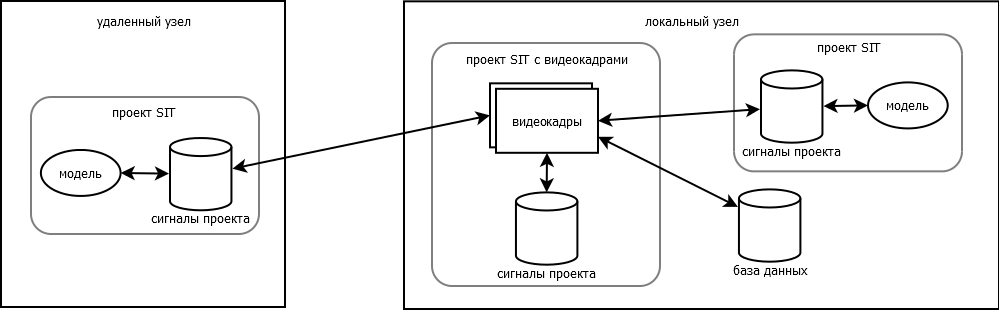 удаленный узел
проект SIT
модель
сигналы проекта
локальный узел
проект SIT с видеокадрами
видеокадры
сигналы проекта
проект SIT
модель
сигналы проекта
база данных